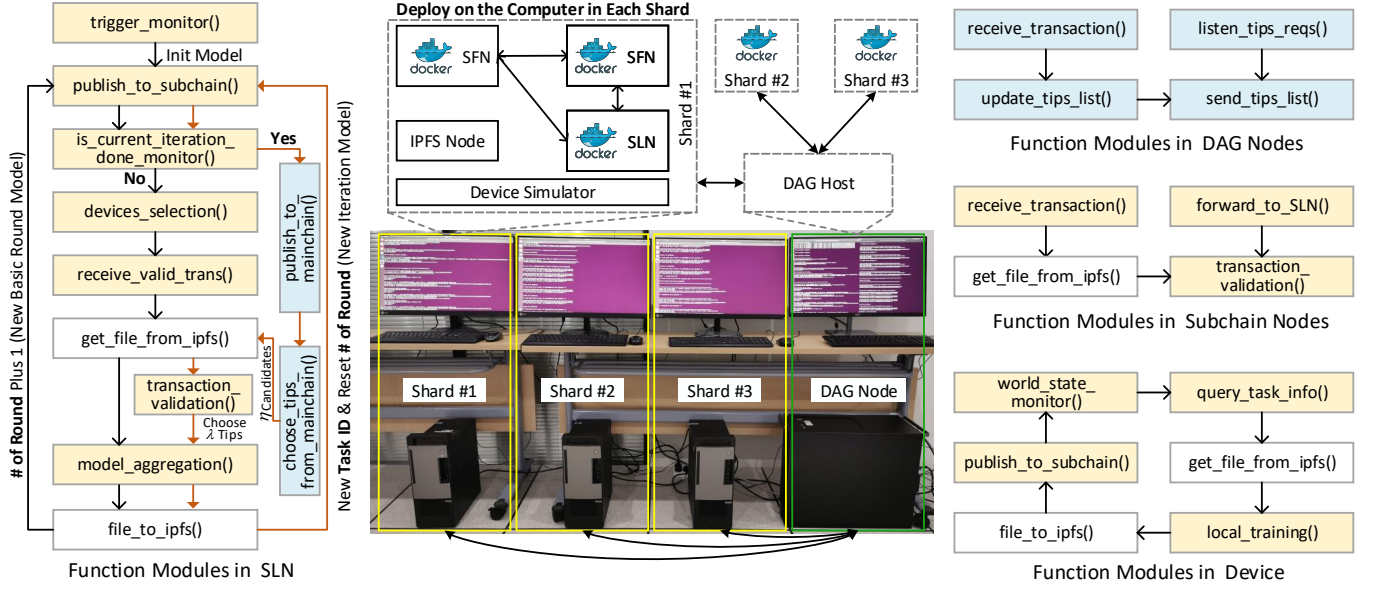 trigger_monitor()
Init Model
publish_to_subchain()
is_current_iteration_
done_monitor()
Yes
No
devices_selection()
receive_valid_trans()
get_file_from_ipfs()
transaction_
validation()
Choose
λ Tips
model_aggregation()
file_to_ipfs()
publish_to_
mainchain()
choose_tips_
from_mainchain()
η Candidates
# of Round Plus 1 (New Basic Round Model)
New Task ID & Reset # of Round (New Iteration Model)
Function Modules in SLN
Deploy on the Computer in Each Shard
docker
SFN
docker
SFN
docker
SLN
IPFS Node
Device Simulator
Shard #1
docker
Shard #2
docker
Shard #3
DAG Host
Shard #1
Shard #2
Shard #3
DAG Node
receive_transaction()
listen_tips_reqs()
update_tips_list()
send_tips_list()
Function Modules in DAG Nodes
receive_transaction()
forward_to_SLN()
get_file_from_ipfs()
transaction_
validation()
Function Modules in Subchain Nodes
world_state_
monitor()
query_task_info()
publish_to_subchain()
get_file_from_ipfs()
file_to_ipfs()
local_training()
Function Modules in Device